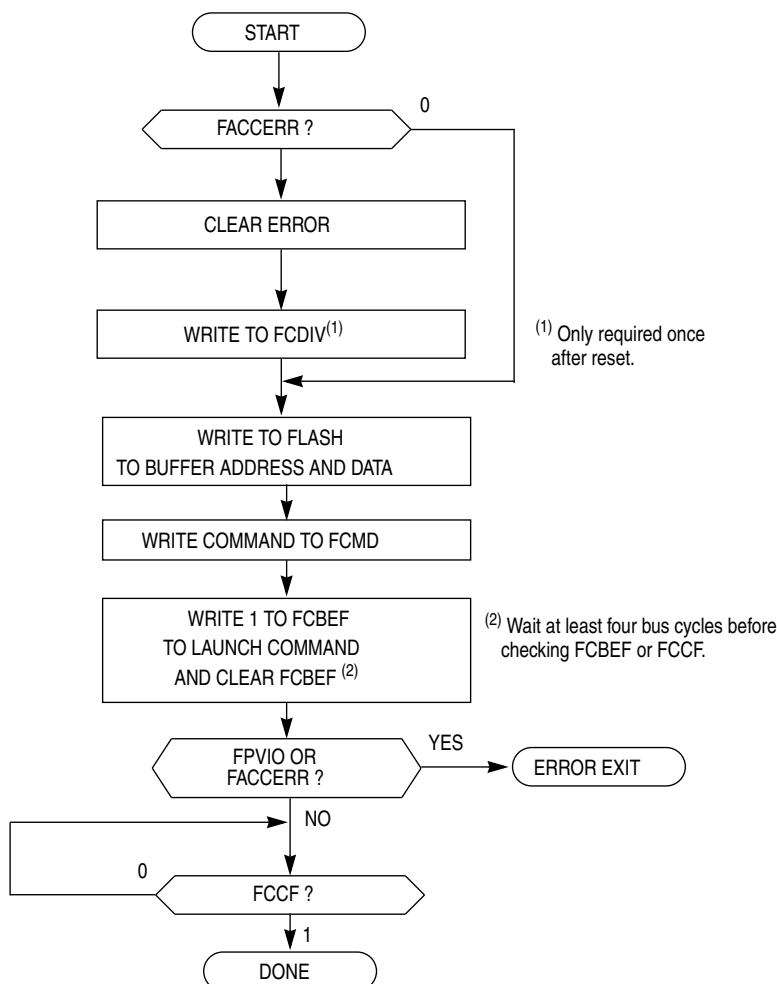 START
0
FACCERR ?
CLEAR ERROR
WRITE TO FCDIV(1)
(1) Only required once
after reset.
WRITE TO FLASH
TO BUFFER ADDRESS AND DATA
WRITE COMMAND TO FCMD
WRITE 1 TO FCBEF
TO LAUNCH COMMAND
AND CLEAR FCBEF (2)
(2) Wait at least four bus cycles before
checking FCBEF or FCCF.
FPVIO OR
FACCERR ?
YES
ERROR EXIT
NO
0
FCCF ?
1
DONE